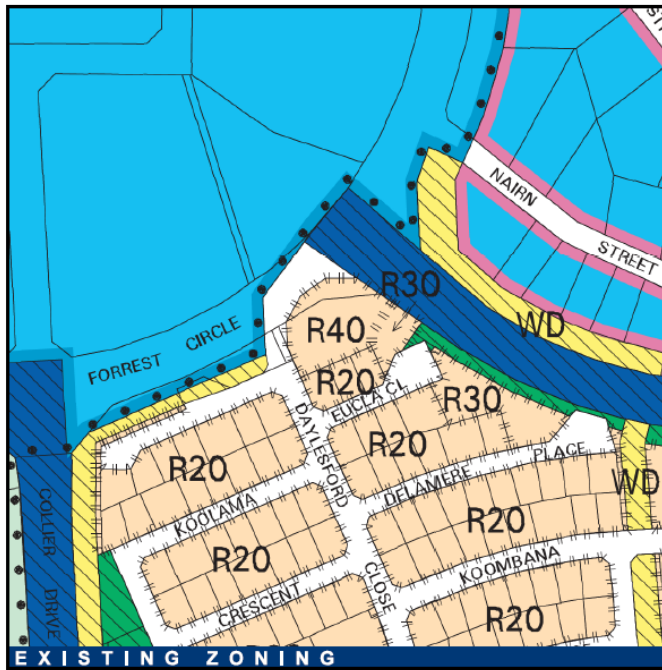 ST
NAIRN
STREET
R30
WD
FORREST CIRCLE
R40
R20
EUCLA CL
R30
DAYLESFORD
R20
R20
DELAMERE PLACE
WD
KOOLAMA
R20
R20
COLLIER DRIVE
CRESCENT
CLOSE
KOOMBANA
R20
EXISTING ZONING